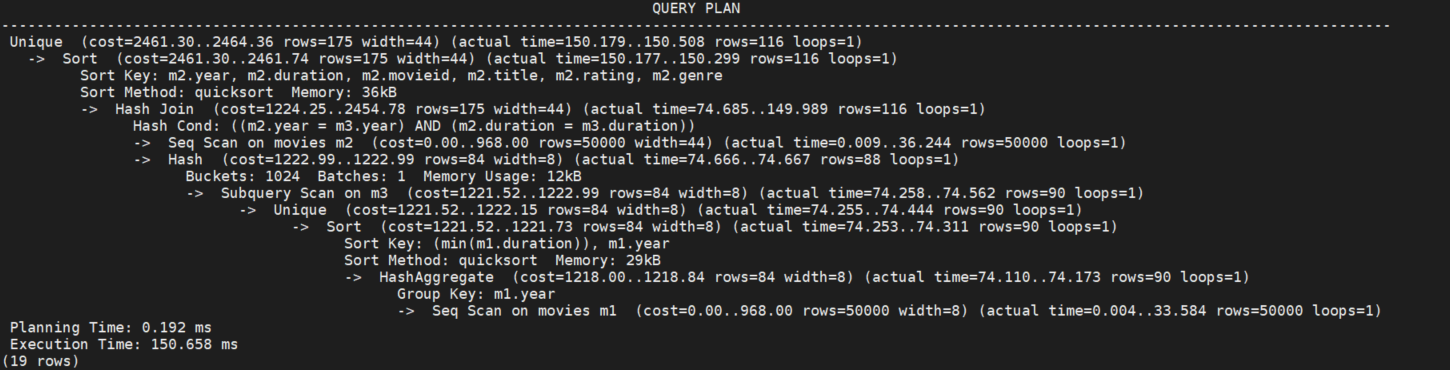 QUERY PLAN
-----------------------------------------------------------------------------------------------------------------------------------------------------------------
Unique  (cost=2461.30..2464.36 rows=175 width=44) (actual time=150.179..150.508 rows=116 loops=1)
  ->  Sort  (cost=2461.30..2461.74 rows=175 width=44) (actual time=150.177..150.299 rows=116 loops=1)
        Sort Key: m2.year, m2.duration, m2.movieid, m2.title, m2.rating, m2.genre
        Sort Method: quicksort  Memory: 36kB
        ->  Hash Join  (cost=1224.25..2454.78 rows=175 width=44) (actual time=74.685..149.989 rows=116 loops=1)
              Hash Cond: ((m2.year = m3.year) AND (m2.duration = m3.duration))
              ->  Seq Scan on movies m2  (cost=0.00..968.00 rows=50000 width=44) (actual time=0.009..36.244 rows=50000 loops=1)
              ->  Hash  (cost=1222.99..1222.99 rows=84 width=8) (actual time=74.666..74.667 rows=88 loops=1)
                    Buckets: 1024  Batches: 1  Memory Usage: 12kB
                    ->  Subquery Scan on m3  (cost=1221.52..1222.99 rows=84 width=8) (actual time=74.258..74.562 rows=90 loops=1)
                          ->  Unique  (cost=1221.52..1222.15 rows=84 width=8) (actual time=74.255..74.444 rows=90 loops=1)
                                ->  Sort  (cost=1221.52..1221.73 rows=84 width=8) (actual time=74.253..74.311 rows=90 loops=1)
                                      Sort Key: (min(m1.duration)), m1.year
                                      Sort Method: quicksort  Memory: 29kB
                                      ->  HashAggregate  (cost=1218.00..1218.84 rows=84 width=8) (actual time=74.110..74.173 rows=90 loops=1)
                                            Group Key: m1.year
                                            ->  Seq Scan on movies m1  (cost=0.00..968.00 rows=50000 width=8) (actual time=0.004..33.584 rows=50000 loops=1)
Planning Time: 0.192 ms
Execution Time: 150.658 ms
(19 rows)